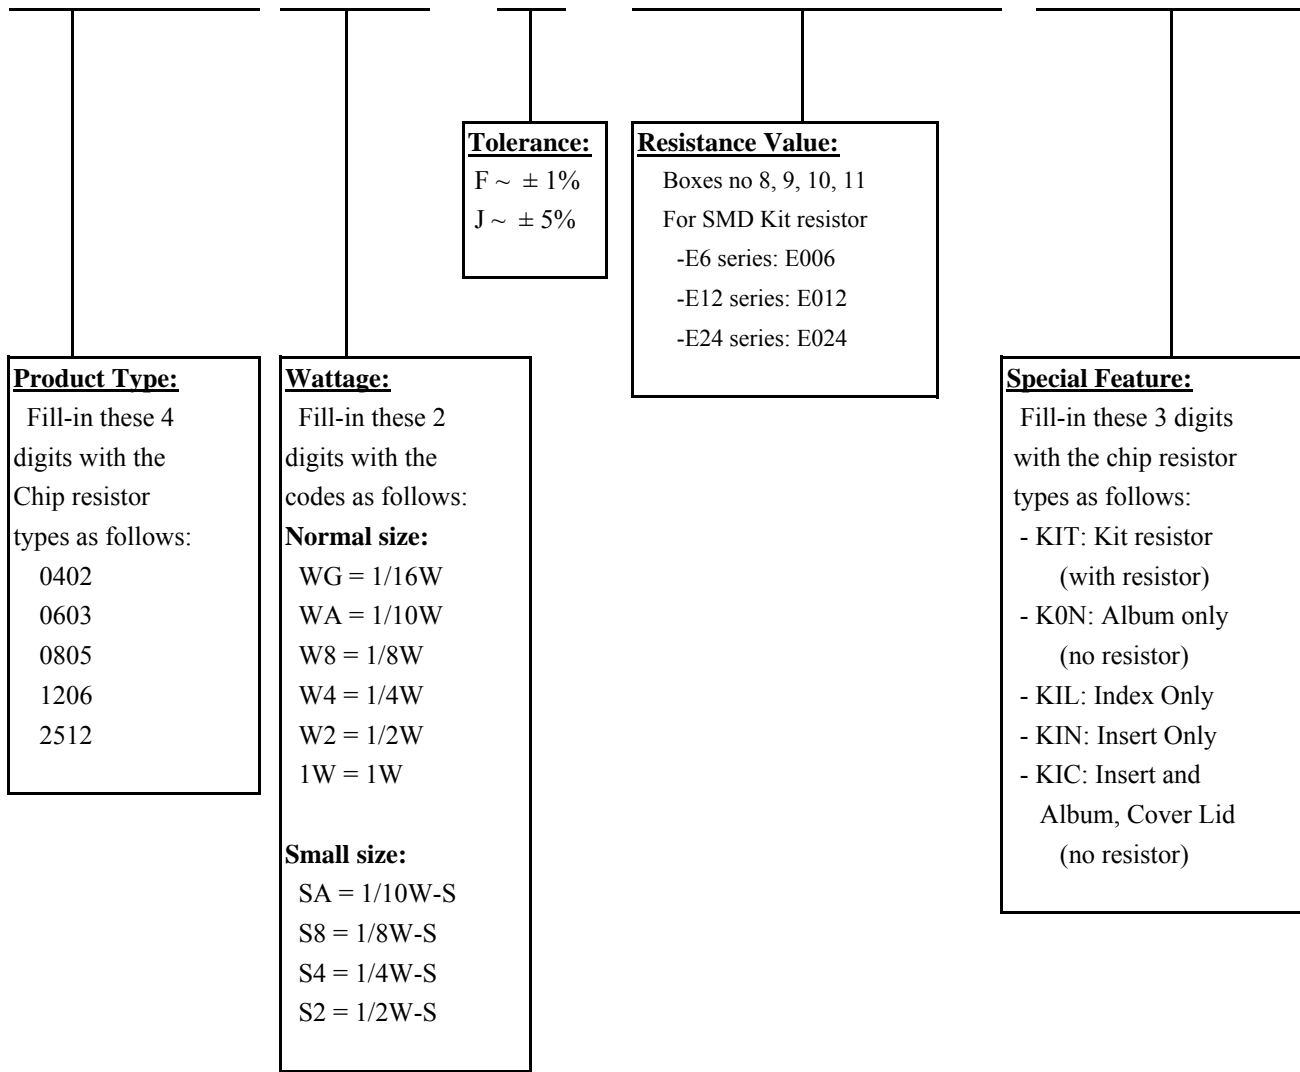 Tolerance:
F ~ ± 1%
J ~ ± 5%
Resistance Value:
Boxes no 8, 9, 10, 11
For SMD Kit resistor
-E6 series: E006
-E12 series: E012
-E24 series: E024
Product Type:
Fill-in these 4
digits with the
Chip resistor
types as follows:
0402
0603
0805
1206
2512
Wattage:
Fill-in these 2
digits with the
codes as follows:
Normal size:
WG = 1/16W
WA = 1/10W
W8 = 1/8W
W4 = 1/4W
W2 = 1/2W
1W = 1W
Small size:
SA = 1/10W-S
S8 = 1/8W-S
S4 = 1/4W-S
S2 = 1/2W-S
Special Feature:
Fill-in these 3 digits
with the chip resistor
types as follows:
- KIT: Kit resistor
(with resistor)
- K0N: Album only
(no resistor)
- KIL: Index Only
- KIN: Insert Only
- KIC: Insert and
Album, Cover Lid
(no resistor)